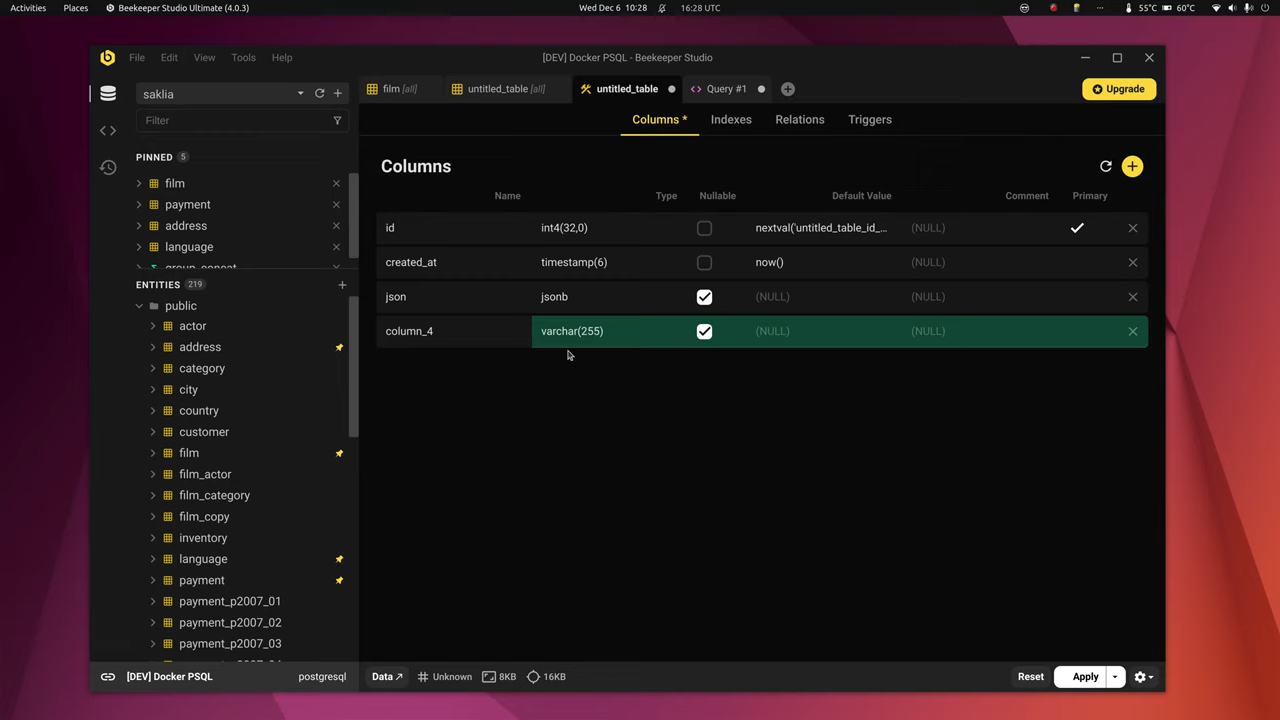 Activities Places Beekeeper Studio Ultimate (4.0.3) Wed Dec 6 10:28 16:28 UTC 55°C 60°C
File Edit View Tools Help [DEV] Docker PSQL - Beekeeper Studio
saklia film [all] untitled_table [all] untitled_table Query #1 Upgrade
Filter Columns * Indexes Relations Triggers
PINNED 5
Columns
film
payment
address
language
group_concat
Name Type Nullable Default Value Comment Primary
id int4(32,0) nextval('untitled_table_id_... (NULL)
created_at timestamp(6) now() (NULL)
json jsonb (NULL) (NULL)
column_4 varchar(255) (NULL) (NULL)
ENTITIES 219
public
actor
address
category
city
country
customer
film
film_actor
film_category
film_copy
inventory
language
payment
payment_p2007_01
payment_p2007_02
payment_p2007_03
[DEV] Docker PSQL postgresql Data Unknown 8KB 16KB Reset Apply